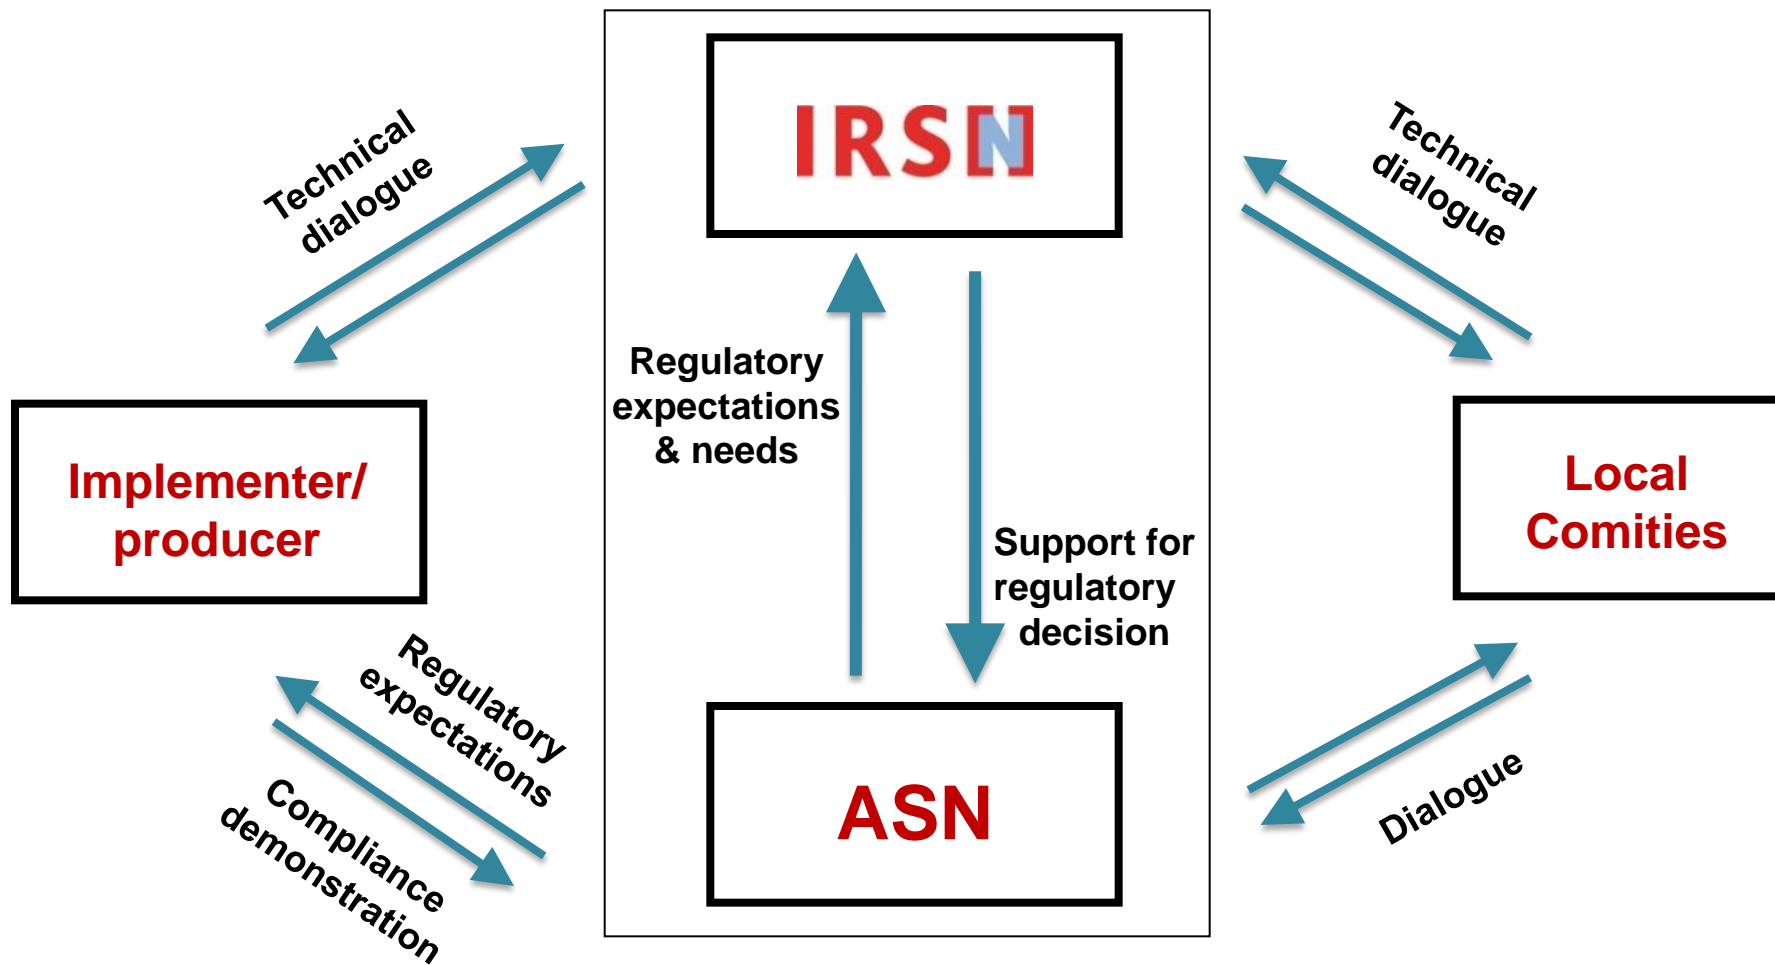 IRSN
Technical
dialogue
Technical
dialogue
Regulatory
expectations
& needs
Implementer/
producer
Local
Comities
Support for
regulatory
decision
Regulatory
expectations
Compliance
demonstration
ASN
Dialogue